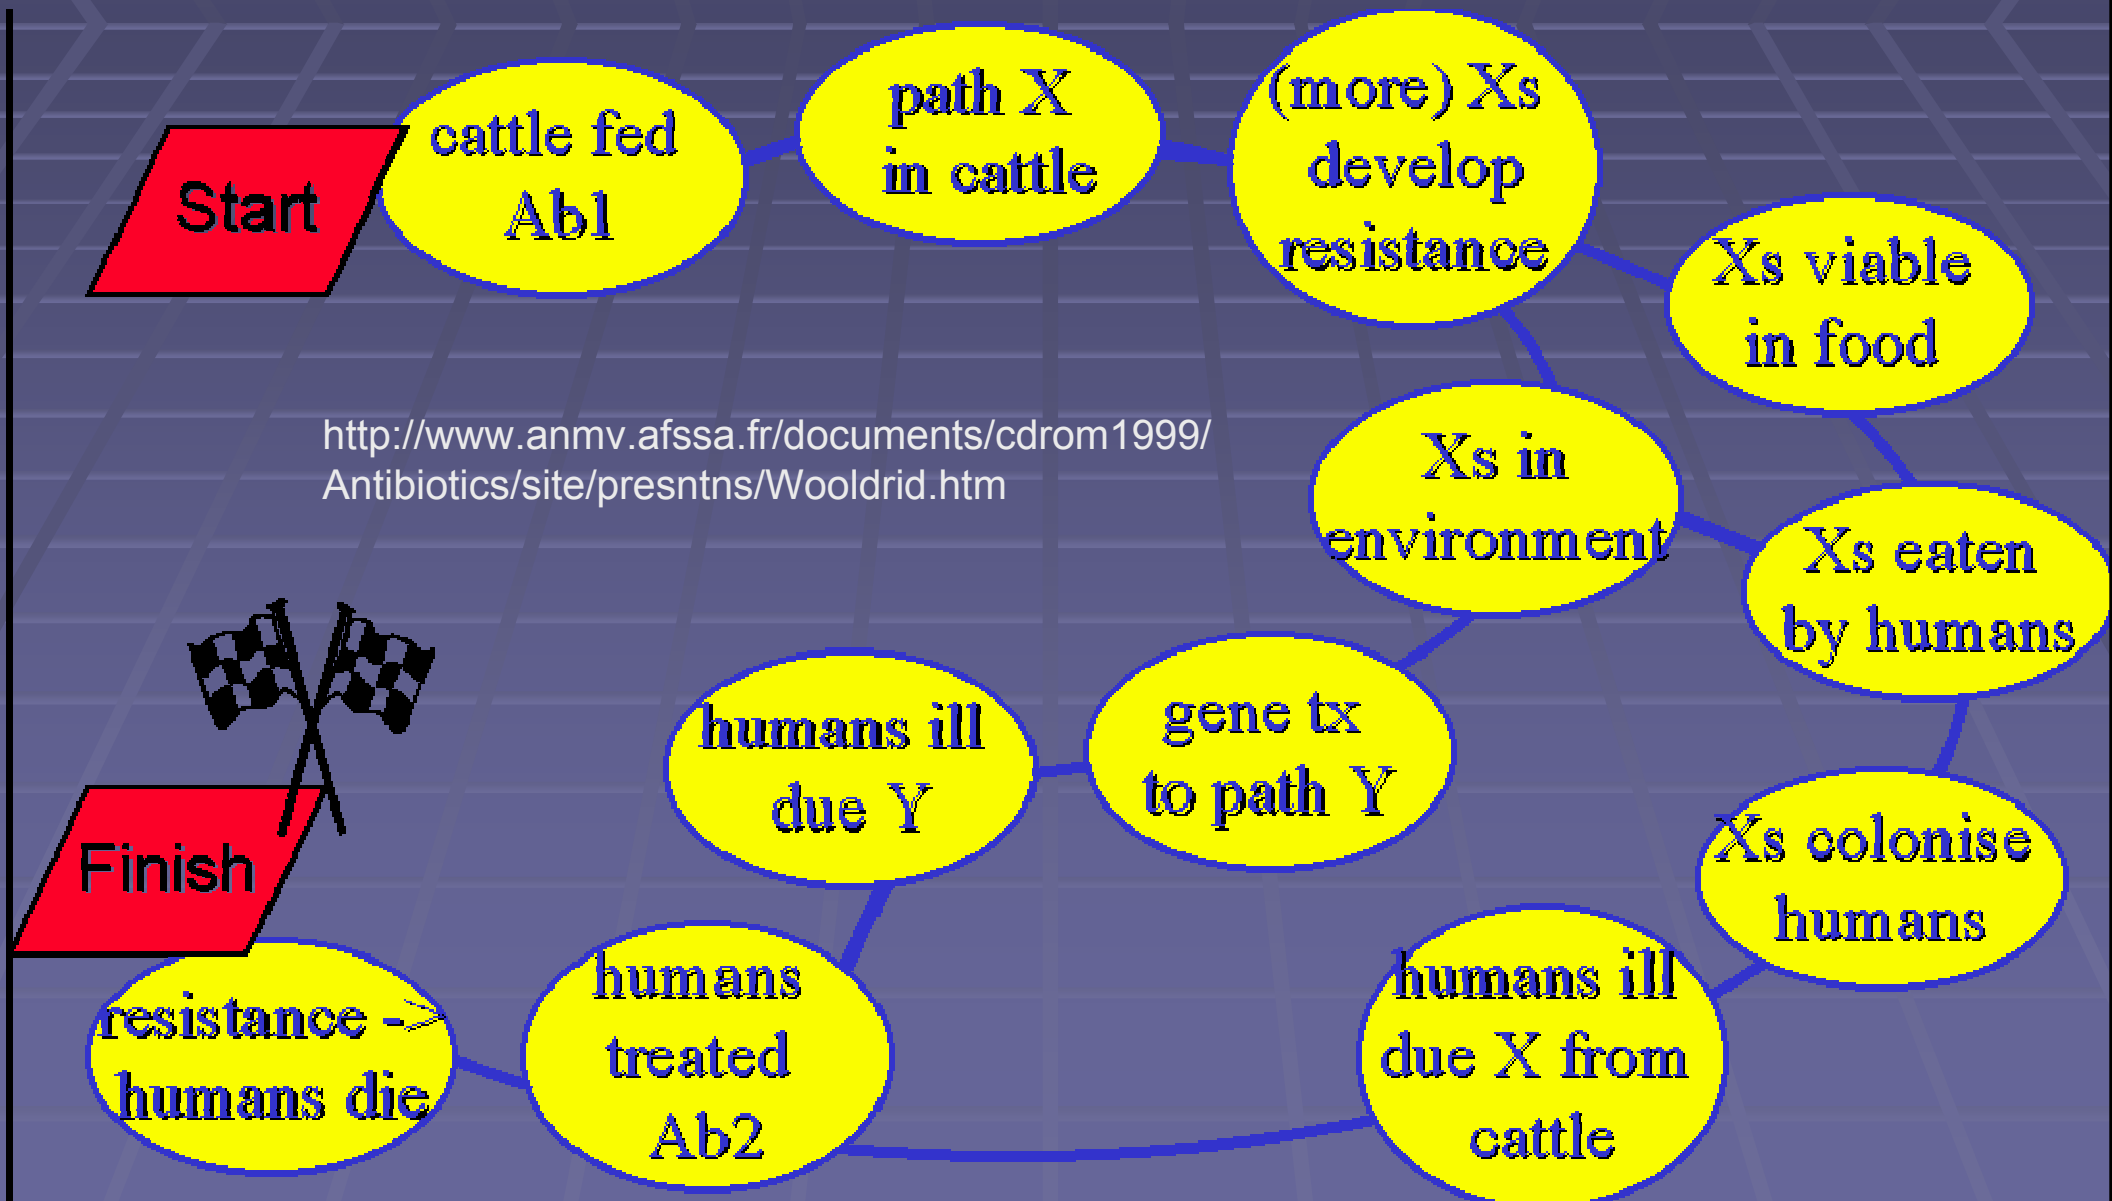 Start
cattle fed
Ab1
path X
in cattle
(more) Xs
develop
resistance
Xs viable
in food
http://www.anmv.afssa.fr/documents/cdrom1999/
Antibiotics/site/presntns/Wooldrid.htm
Xs in
environment
Xs eaten
by humans
gene tx
to path Y
humans ill
due Y
Xs colonise
humans
humans ill
due X from
cattle
humans
treated
Ab2
Finish
resistance ->
humans die